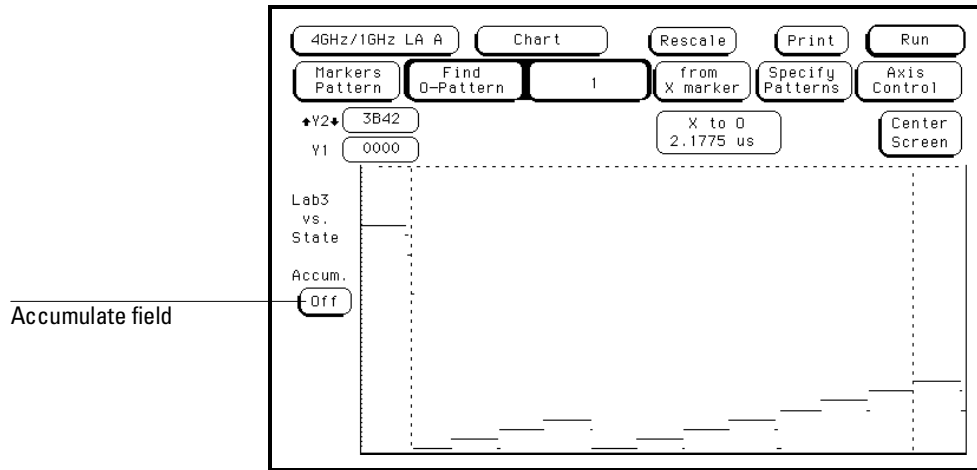 4GHz/1GHz LA A
Chart
Rescale
Print
Run
Markers
Pattern
Find
O-Pattern
1
from
X marker
Specify
Patterns
Axis
Control
♦Y2♦
3B42
Y1
0000
X to O
2.1775 us
Center
Screen
Lab3
vs.
State
Accum.
Off
Accumulate field